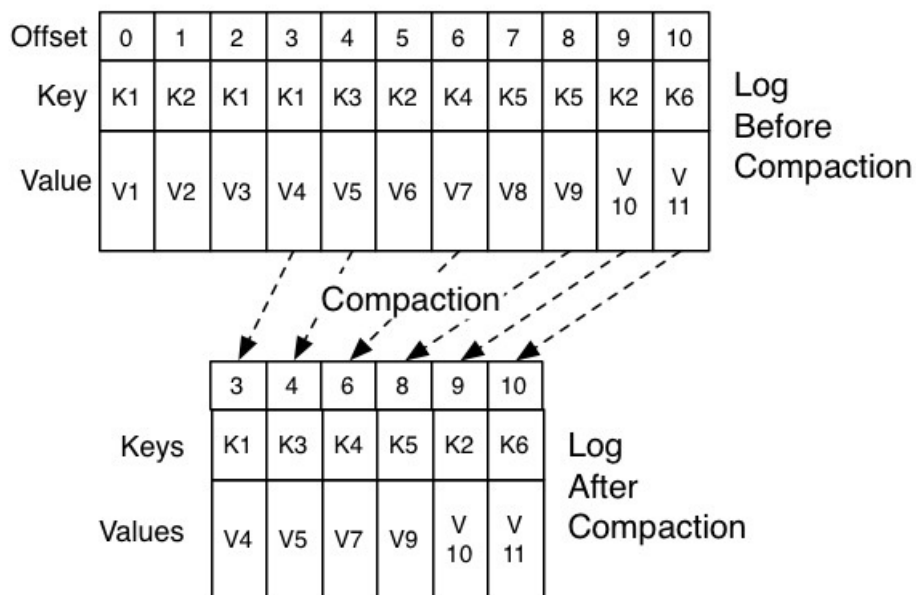 Offset 0 1 2 3 4 5 6 7 8 9 10
Key K1 K2 K1 K1 K3 K2 K4 K5 K5 K2 K6
Value V1 V2 V3 V4 V5 V6 V7 V8 V9 V 10 V 11
Log
Before
Compaction
Compaction
3 4 6 8 9 10
Keys K1 K3 K4 K5 K2 K6
Values V4 V5 V7 V9 V 10 V 11
Log
After
Compaction